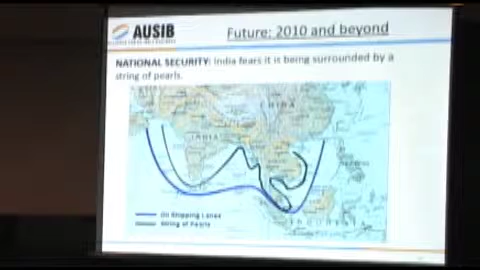 AUSIB
Future: 2010 and beyond
NATIONAL SECURITY: India fears it is being surrounded by a
string of pearls.
CHINA
INDIA
Oil Shipping Lanes
String of Pearls